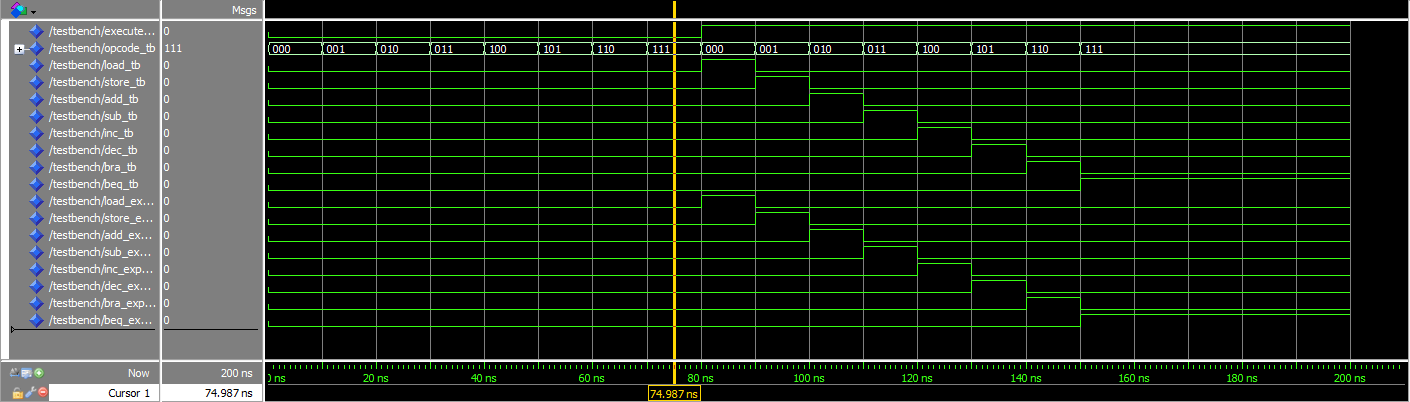 Msgs
/testbench/execute... 0
/testbench/opcode_tb 111 000 001 010 011 100 101 110 111 000 001 010 011 100 101 110 111
/testbench/load_tb 0
/testbench/store_tb 0
/testbench/add_tb 0
/testbench/sub_tb 0
/testbench/inc_tb 0
/testbench/dec_tb 0
/testbench/bra_tb 0
/testbench/beq_tb 0
/testbench/load_ex... 0
/testbench/store_e... 0
/testbench/add_ex... 0
/testbench/sub_ex... 0
/testbench/inc_exp... 0
/testbench/dec_ex... 0
/testbench/bra_exp... 0
/testbench/beq_ex... 0
Now 200 ns 0 ns 20 ns 40 ns 60 ns 80 ns 100 ns 120 ns 140 ns 160 ns 180 ns 200 ns
Cursor 1 74.987 ns 74.987 ns